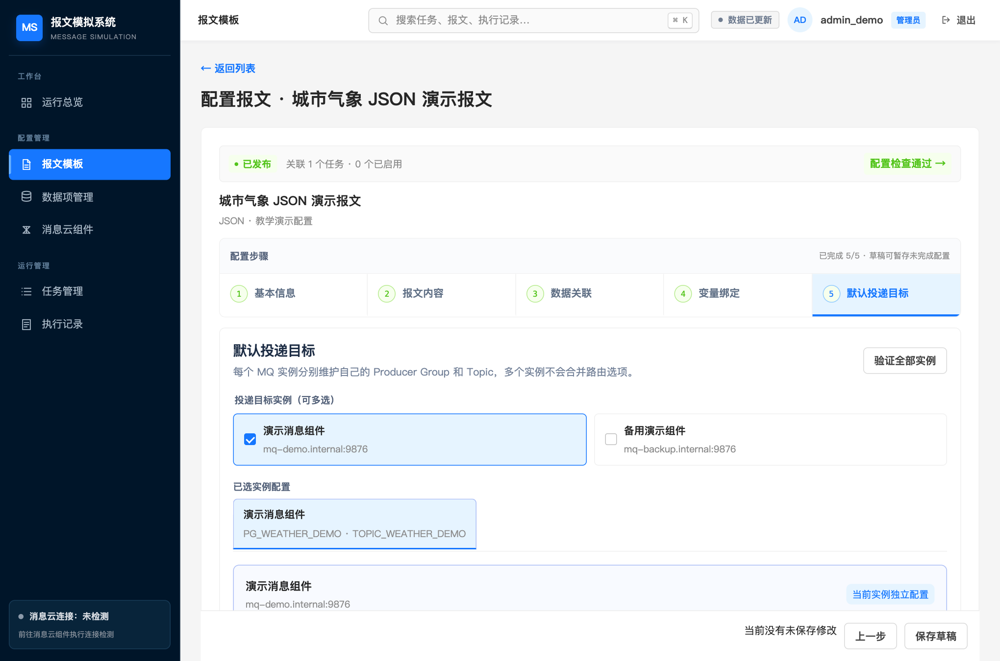 MS
报文模拟系统
MESSAGE SIMULATION
工作台
运行总览
配置管理
报文模板
数据项管理
消息云组件
运行管理
任务管理
执行记录
消息云连接：未检测
前往消息云组件执行连接检测
报文模板
搜索任务、报文、执行记录...
⌘ K
数据已更新
AD
admin_demo
管理员
退出
← 返回列表
配置报文 · 城市气象 JSON 演示报文
已发布
关联 1 个任务 · 0 个已启用
配置检查通过 →
城市气象 JSON 演示报文
JSON · 教学演示配置
配置步骤
已完成 5/5 · 草稿可暂存未完成配置
1 基本信息
2 报文内容
3 数据关联
4 变量绑定
5 默认投递目标
默认投递目标
每个 MQ 实例分别维护自己的 Producer Group 和 Topic，多个实例不会合并路由选项。
验证全部实例
投递目标实例（可多选）
演示消息组件
mq-demo.internal:9876
备用演示组件
mq-backup.internal:9876
已选实例配置
演示消息组件
PG_WEATHER_DEMO · TOPIC_WEATHER_DEMO
演示消息组件
mq-demo.internal:9876
当前实例独立配置
当前没有未保存修改
上一步
保存草稿